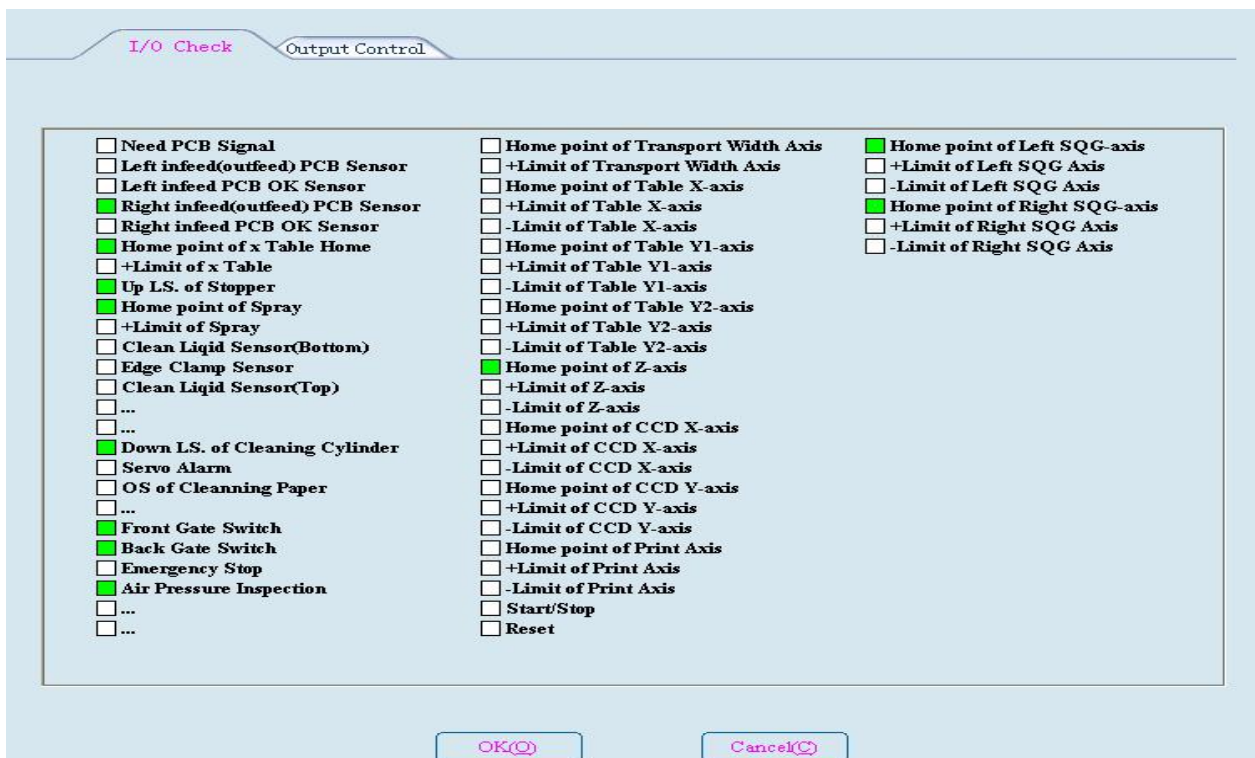 I/O Check
Output Control
Need PCB Signal
Left infeed(outfeed) PCB Sensor
Left infeed PCB OK Sensor
Right infeed(outfeed) PCB Sensor
Right infeed PCB OK Sensor
Home point of x Table Home
+Limit of x Table
Up LS. of Stopper
Home point of Spray
+Limit of Spray
Clean Liqid Sensor(Bottom)
Edge Clamp Sensor
Clean Liqid Sensor(Top)
...
...
Down LS. of Cleaning Cylinder
Servo Alarm
OS of Cleanning Paper
...
Front Gate Switch
Back Gate Switch
Emergency Stop
Air Pressure Inspection
...
...
Home point of Transport Width Axis
+Limit of Transport Width Axis
Home point of Table X-axis
+Limit of Table X-axis
-Limit of Table X-axis
Home point of Table Y1-axis
+Limit of Table Y1-axis
-Limit of Table Y1-axis
Home point of Table Y2-axis
+Limit of Table Y2-axis
-Limit of Table Y2-axis
Home point of Z-axis
+Limit of Z-axis
-Limit of Z-axis
Home point of CCD X-axis
+Limit of CCD X-axis
-Limit of CCD X-axis
Home point of CCD Y-axis
+Limit of CCD Y-axis
-Limit of CCD Y-axis
Home point of Print Axis
+Limit of Print Axis
-Limit of Print Axis
Start/Stop
Reset
Home point of Left SQG-axis
+Limit of Left SQG Axis
-Limit of Left SQG Axis
Home point of Right SQG-axis
+Limit of Right SQG Axis
-Limit of Right SQG Axis
OK(O)
Cancel(C)